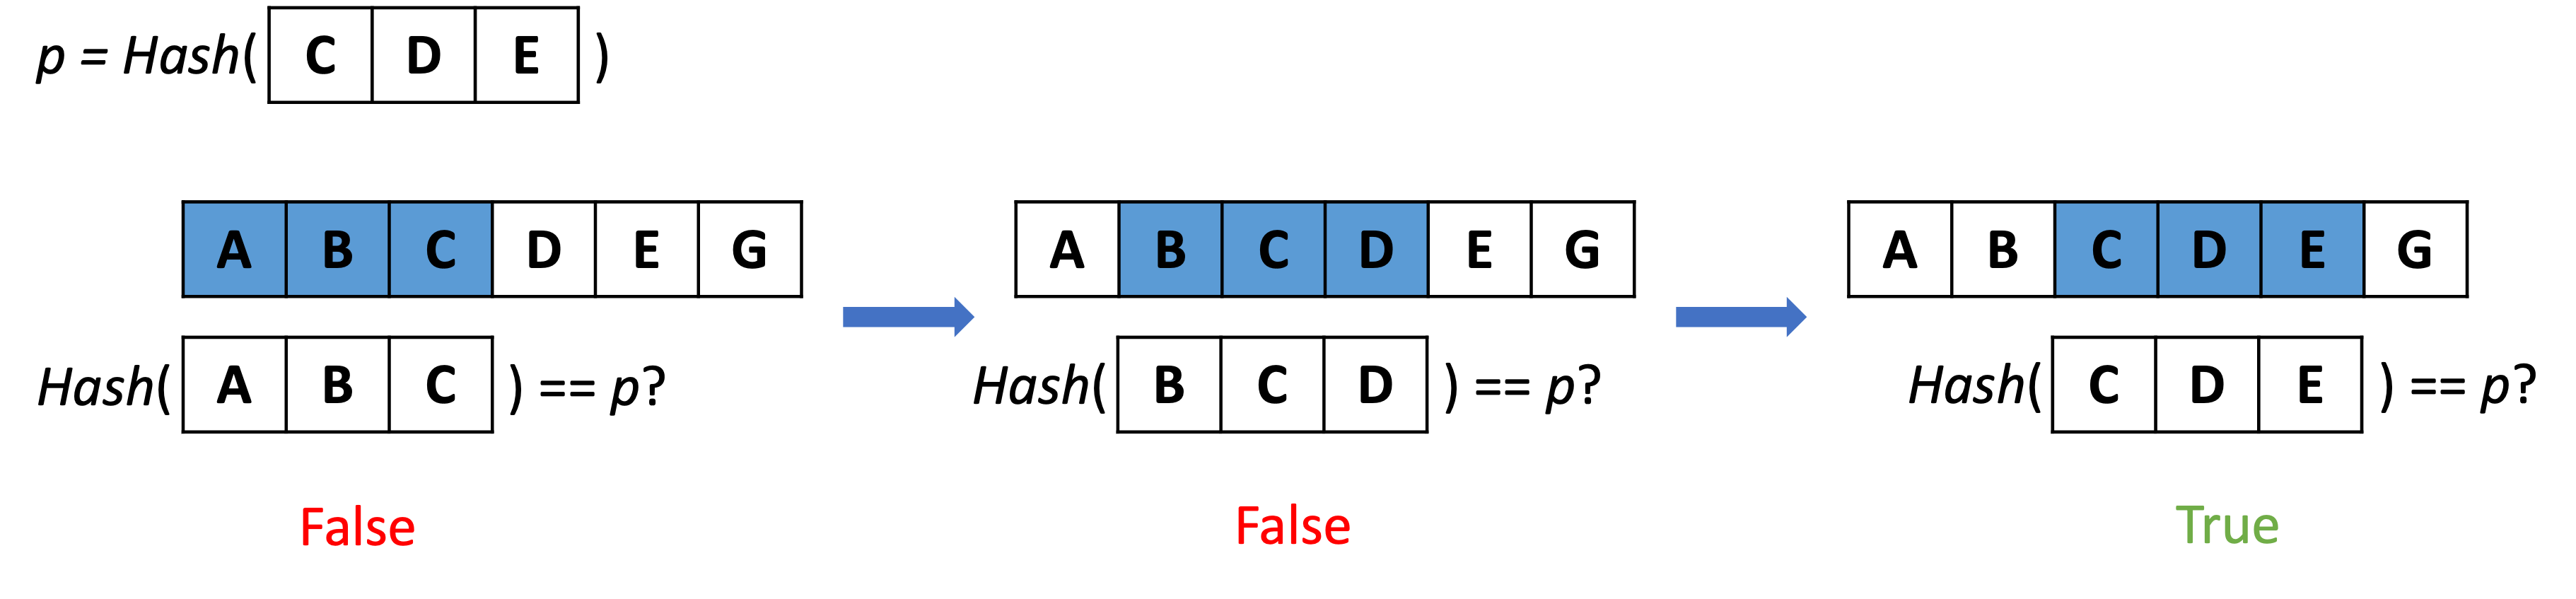 p = Hash( C D E )
A B C D E G
A B C D E G
A B C D E G
Hash( A B C ) == p?
Hash( B C D ) == p?
Hash( C D E ) == p?
False
False
True